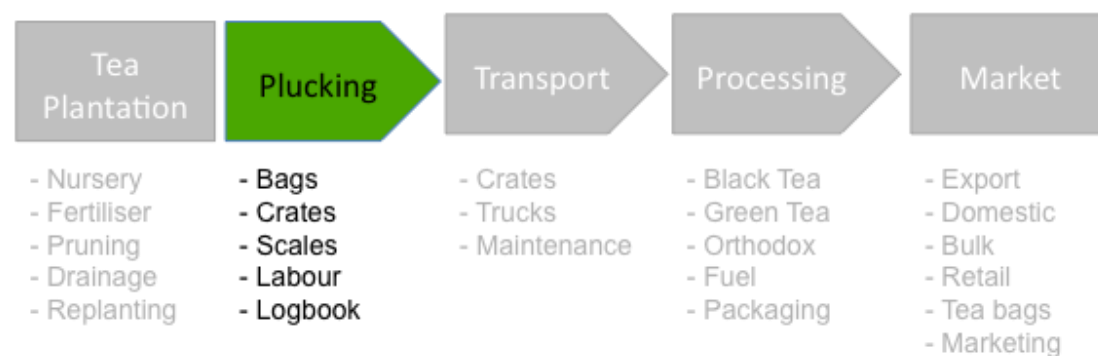 Tea
Plantation
Plucking
Transport
Processing
Market
- Nursery
- Fertiliser
- Pruning
- Drainage
- Replanting
- Bags
- Crates
- Scales
- Labour
- Logbook
- Crates
- Trucks
- Maintenance
- Black Tea
- Green Tea
- Orthodox
- Fuel
- Packaging
- Export
- Domestic
- Bulk
- Retail
- Tea bags
- Marketing